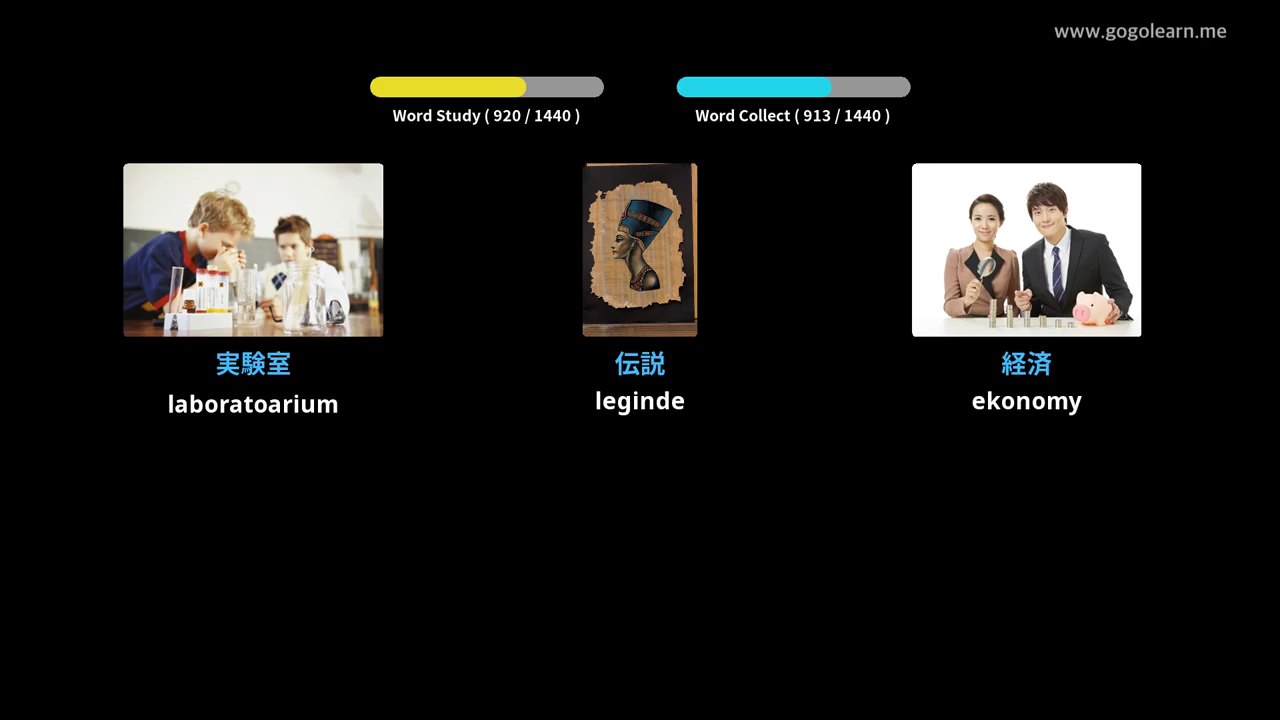 www.gogolearn.me
Word Study ( 920 / 1440 )
Word Collect ( 913 / 1440 )
実験室
laboratoarium
伝説
leginde
経済
ekonomy